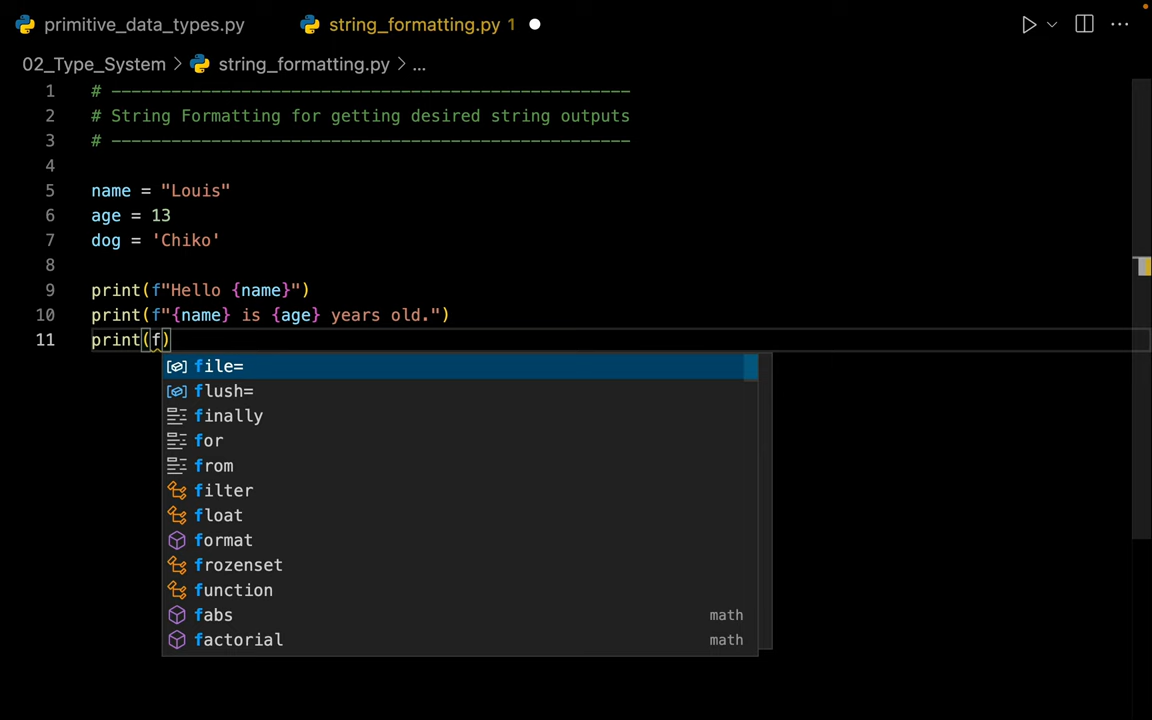 primitive_data_types.py string_formatting.py 1
02_Type_System > string_formatting.py > ...
1 # ----------------------------------------------------
2 # String Formatting for getting desired string outputs
3 # ----------------------------------------------------
4
5 name = "Louis"
6 age = 13
7 dog = 'Chiko'
8
9 print(f"Hello {name}")
10 print(f"{name} is {age} years old.")
11 print(f)
file=
flush=
finally
for
from
filter
float
format
frozenset
function
fabs math
factorial math